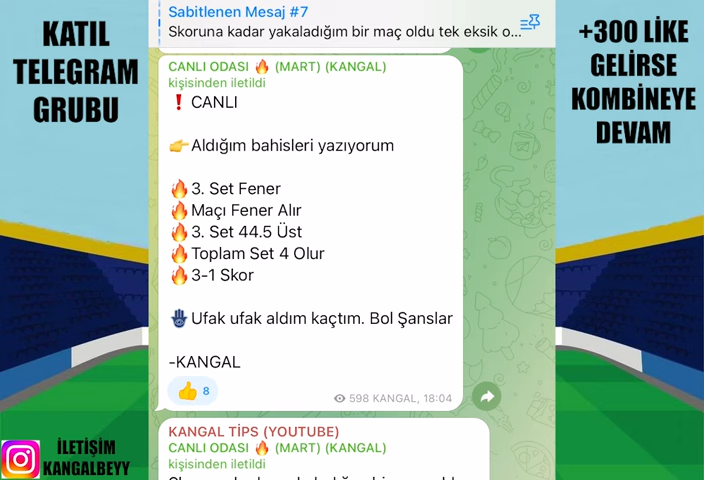 KATIL
TELEGRAM
GRUBU
Sabitlenen Mesaj #7
Skoruna kadar yakaladığım bir maç oldu tek eksik o...
+300 LİKE
GELİRSE
KOMBİNEYE
DEVAM
CANLI ODASI 🔥 (MART) (KANGAL)
kişisinden iletildi
❗ CANLI
👉Aldığım bahisleri yazıyorum
🔥3. Set Fener
🔥Maçı Fener Alır
🔥3. Set 44.5 Üst
🔥Toplam Set 4 Olur
🔥3-1 Skor
🪬Ufak ufak aldım kaçtım. Bol Şanslar
-KANGAL
👍 8
598 KANGAL, 18:04
KANGAL TİPS (YOUTUBE)
CANLI ODASI 🔥 (MART) (KANGAL)
kişisinden iletildi
İLETİŞİM
KANGALBEYY